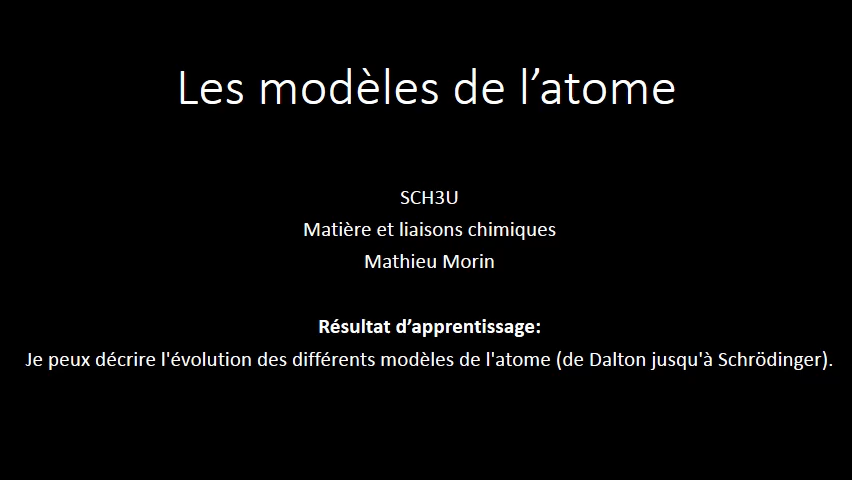 Les modèles de l’atome
SCH3U
Matière et liaisons chimiques
Mathieu Morin
Résultat d’apprentissage:
Je peux décrire l'évolution des différents modèles de l'atome (de Dalton jusqu'à Schrödinger).